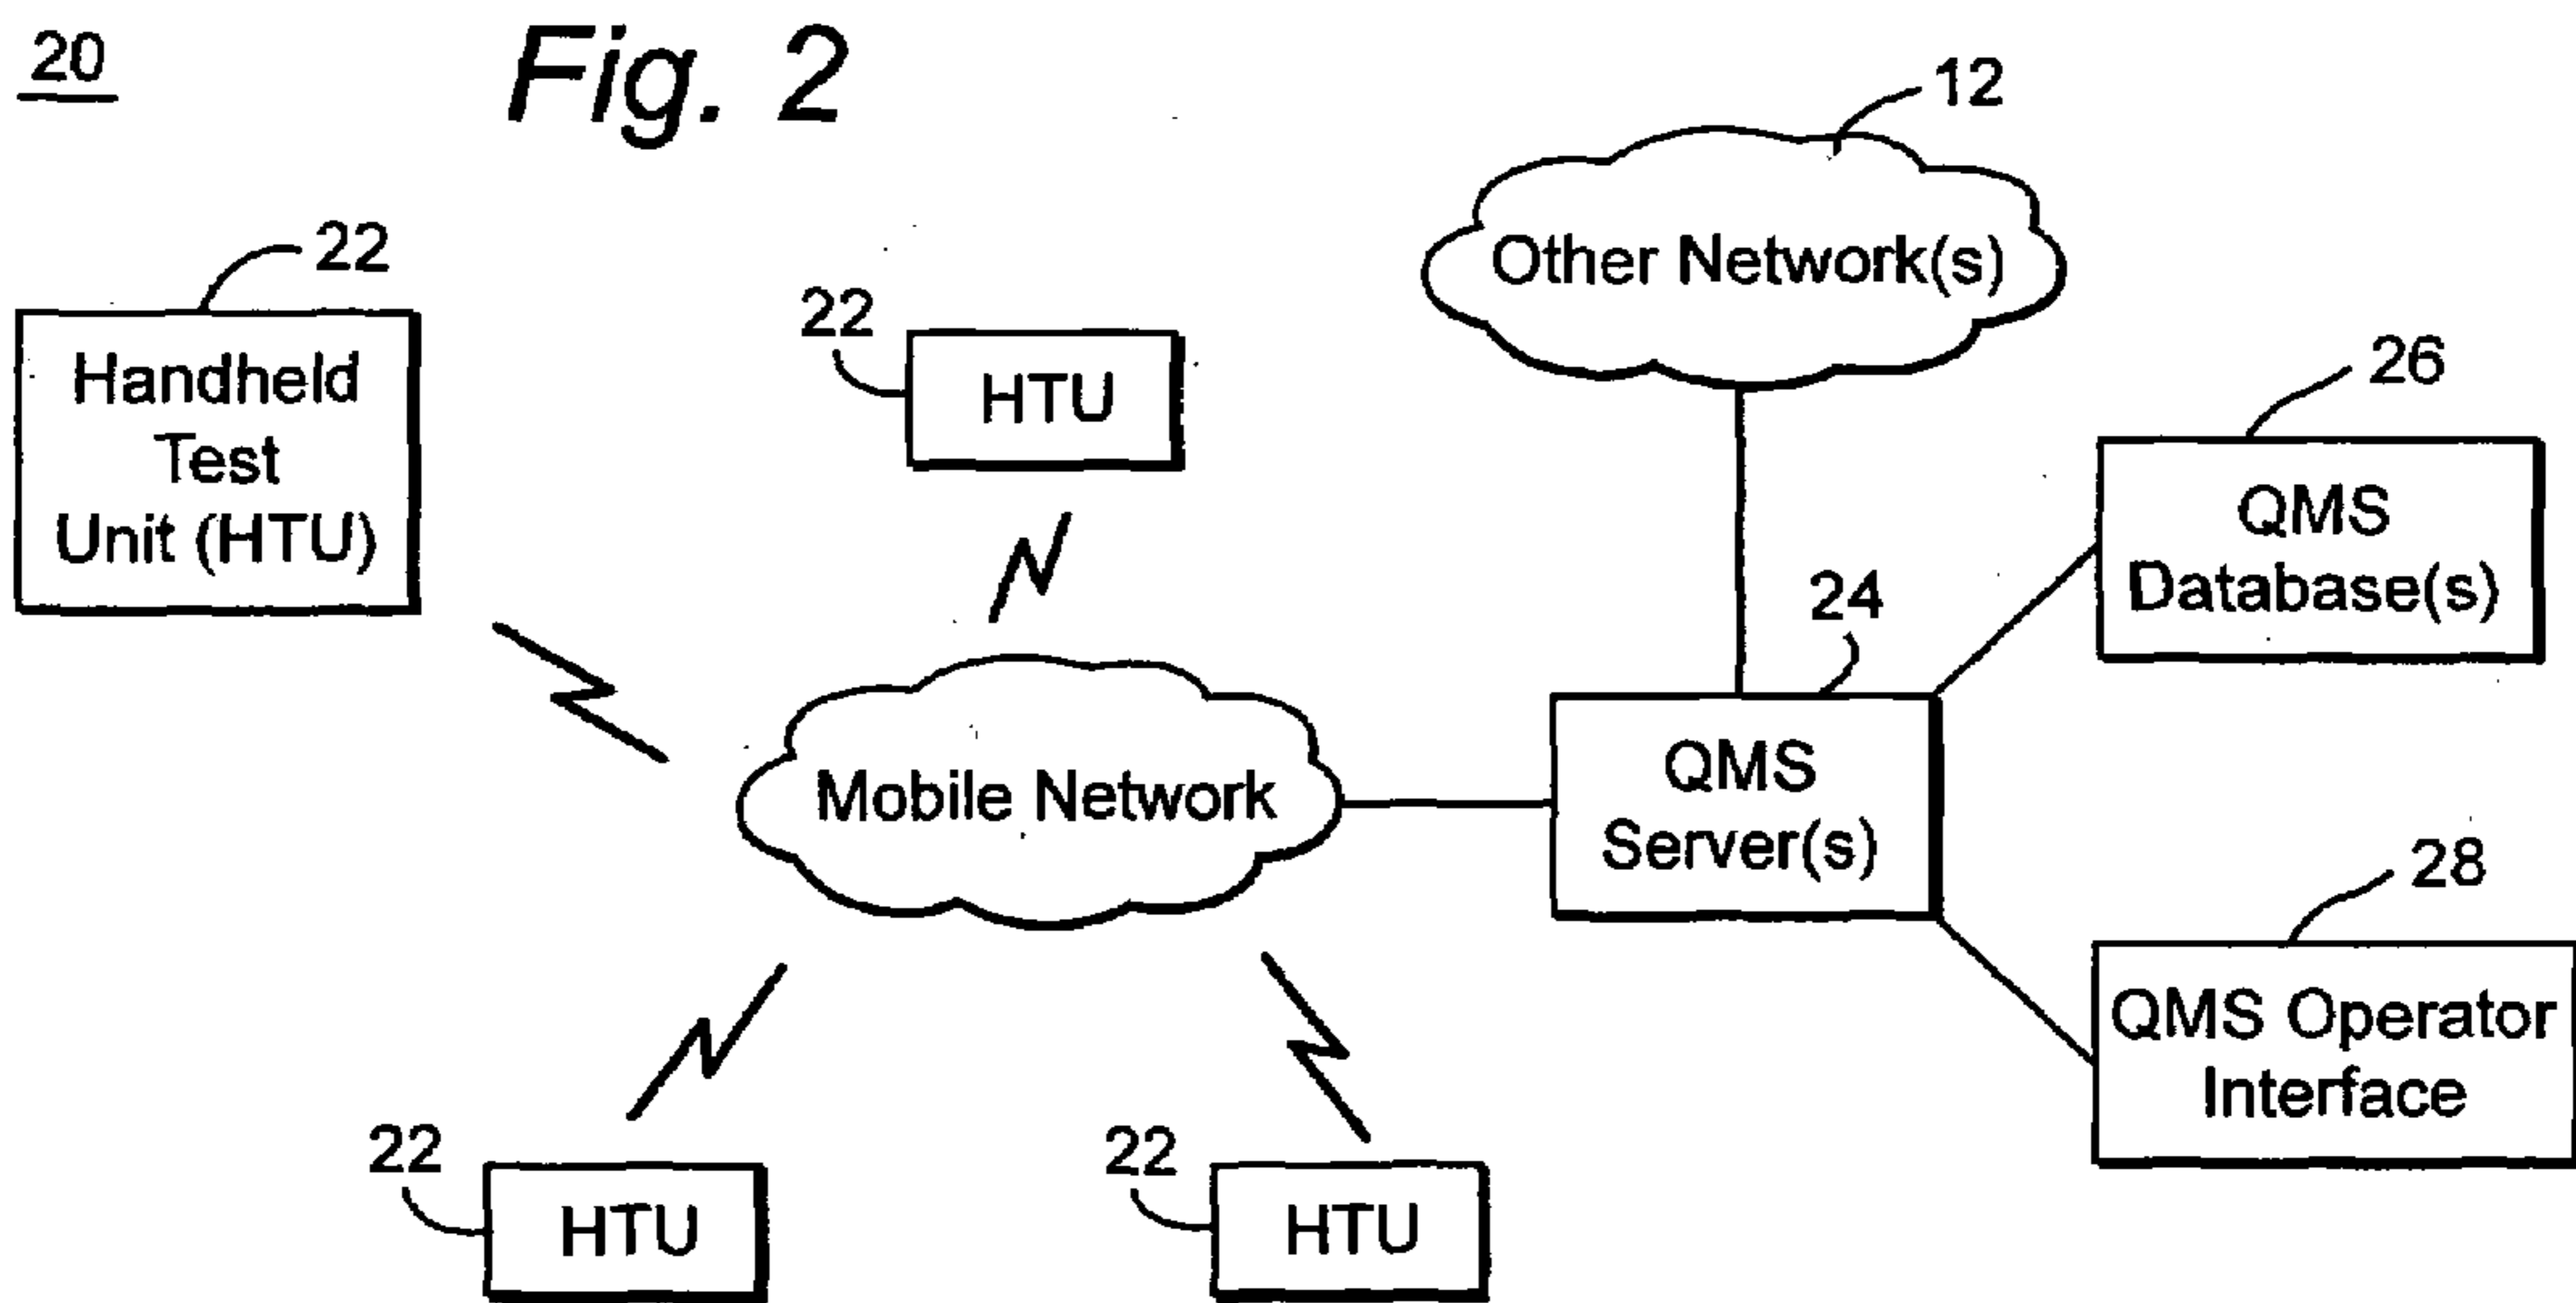 20
Fig. 2
12
Other Network(s)
22
Handheld
Test
Unit (HTU)
22
HTU
26
QMS
Database(s)
24
QMS
Server(s)
Mobile Network
28
QMS Operator
Interface
22
HTU
22
HTU